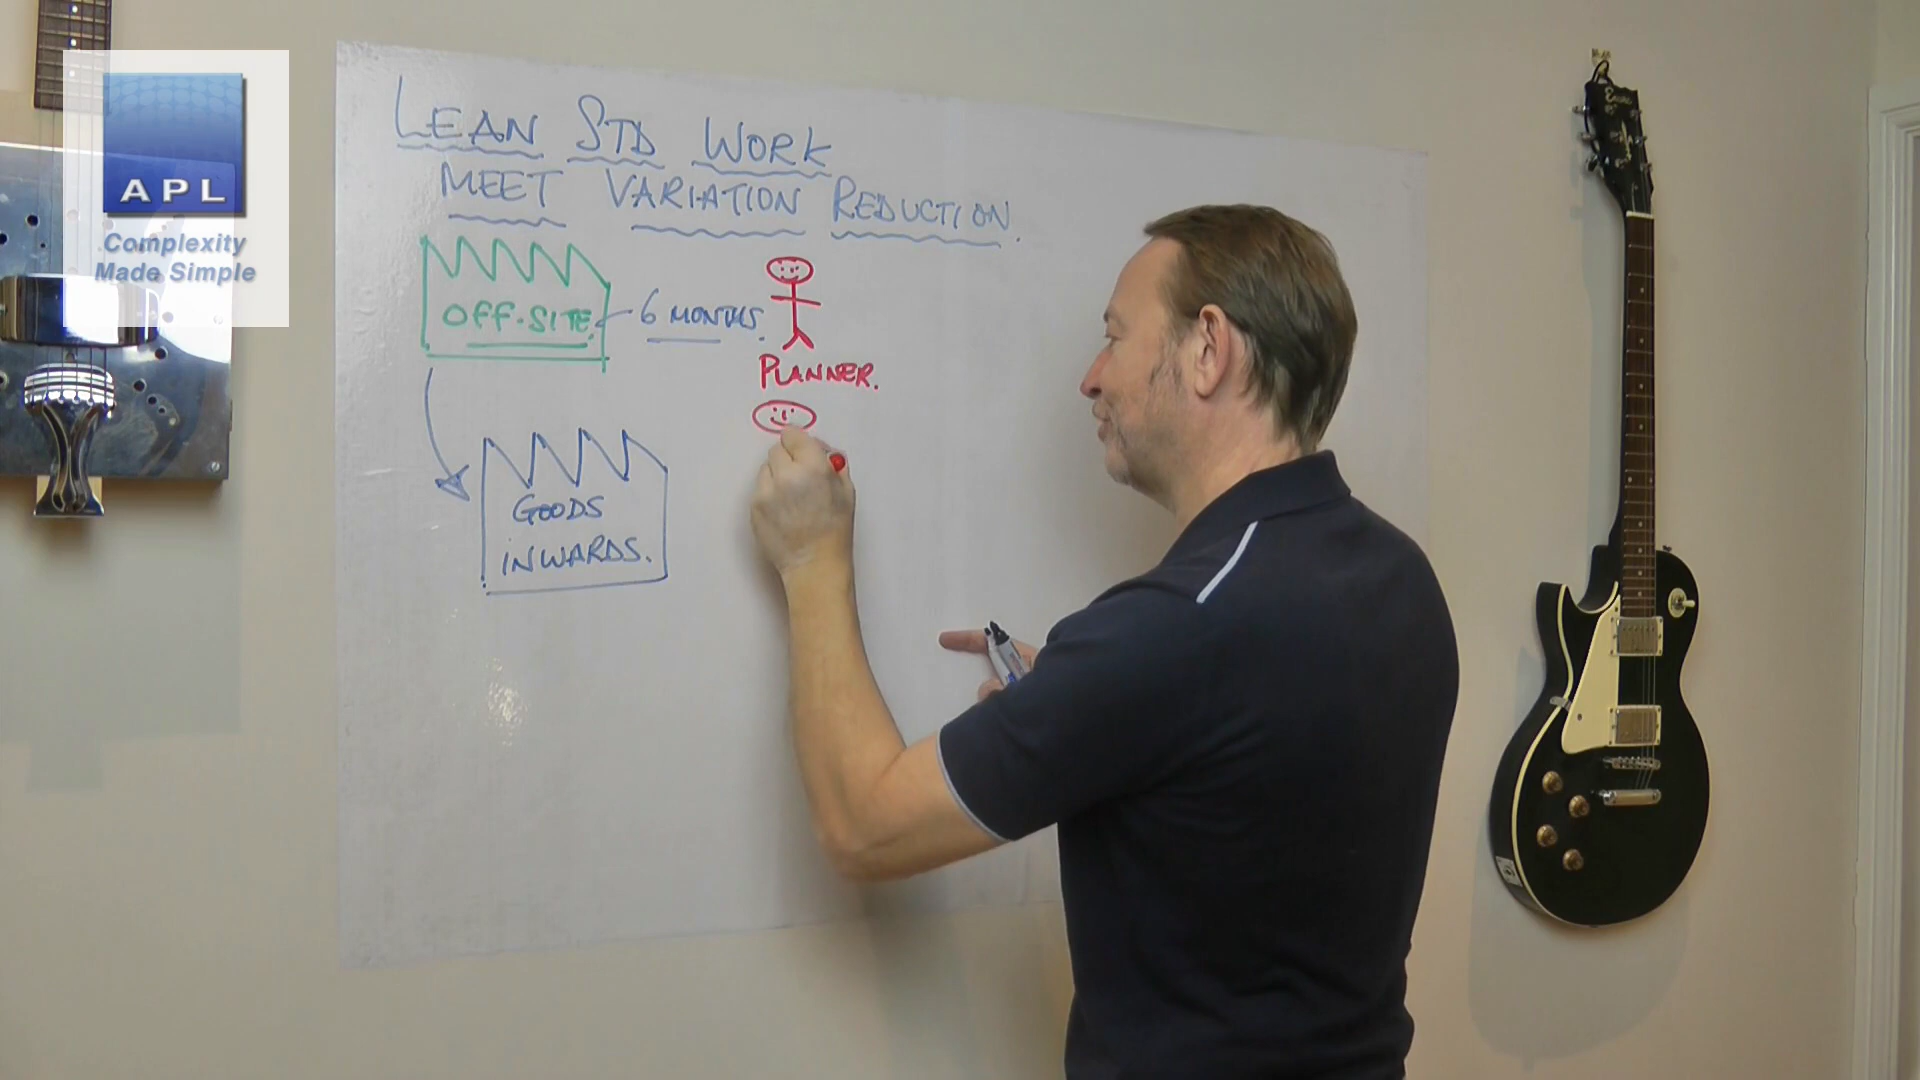 APL
Complexity
Made Simple
LEAN STD WORK
MEET VARIATION REDUCTION.
OFF-SITE.
6 MONTHS.
PLANNER.
GOODS
INWARDS.